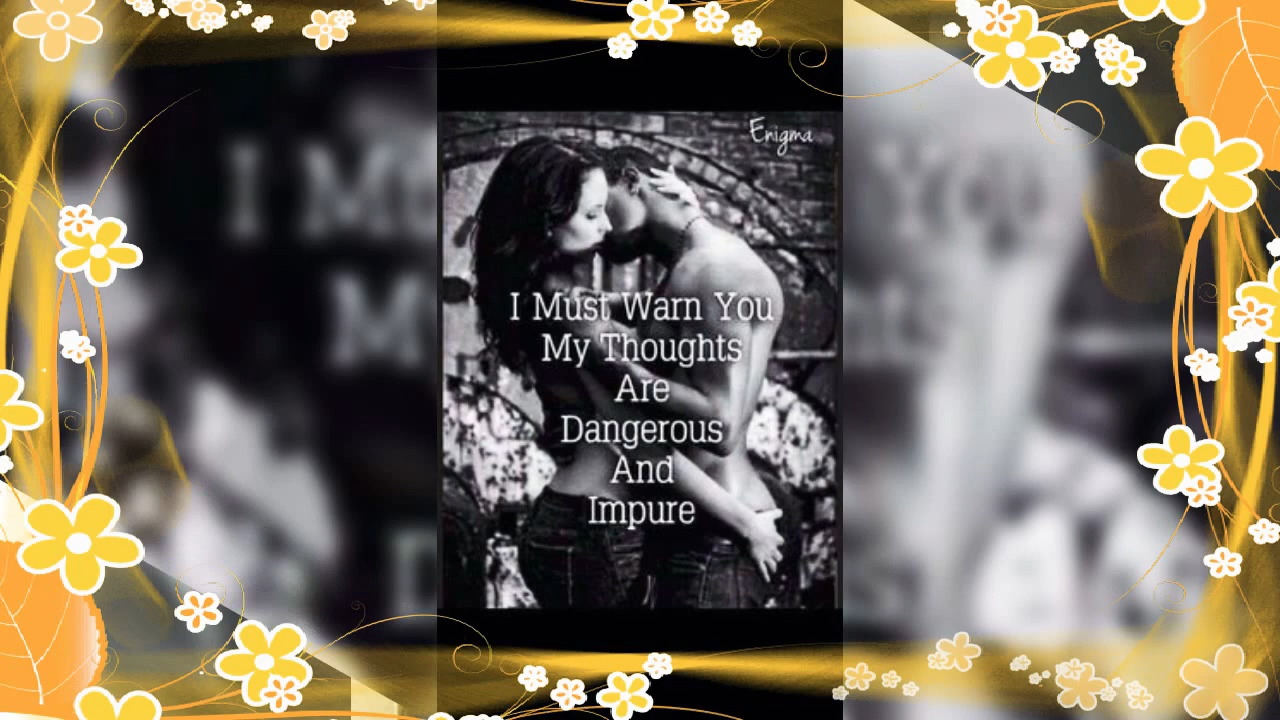 Enigma
I Must Warn You
My Thoughts
Are
Dangerous
And
Impure